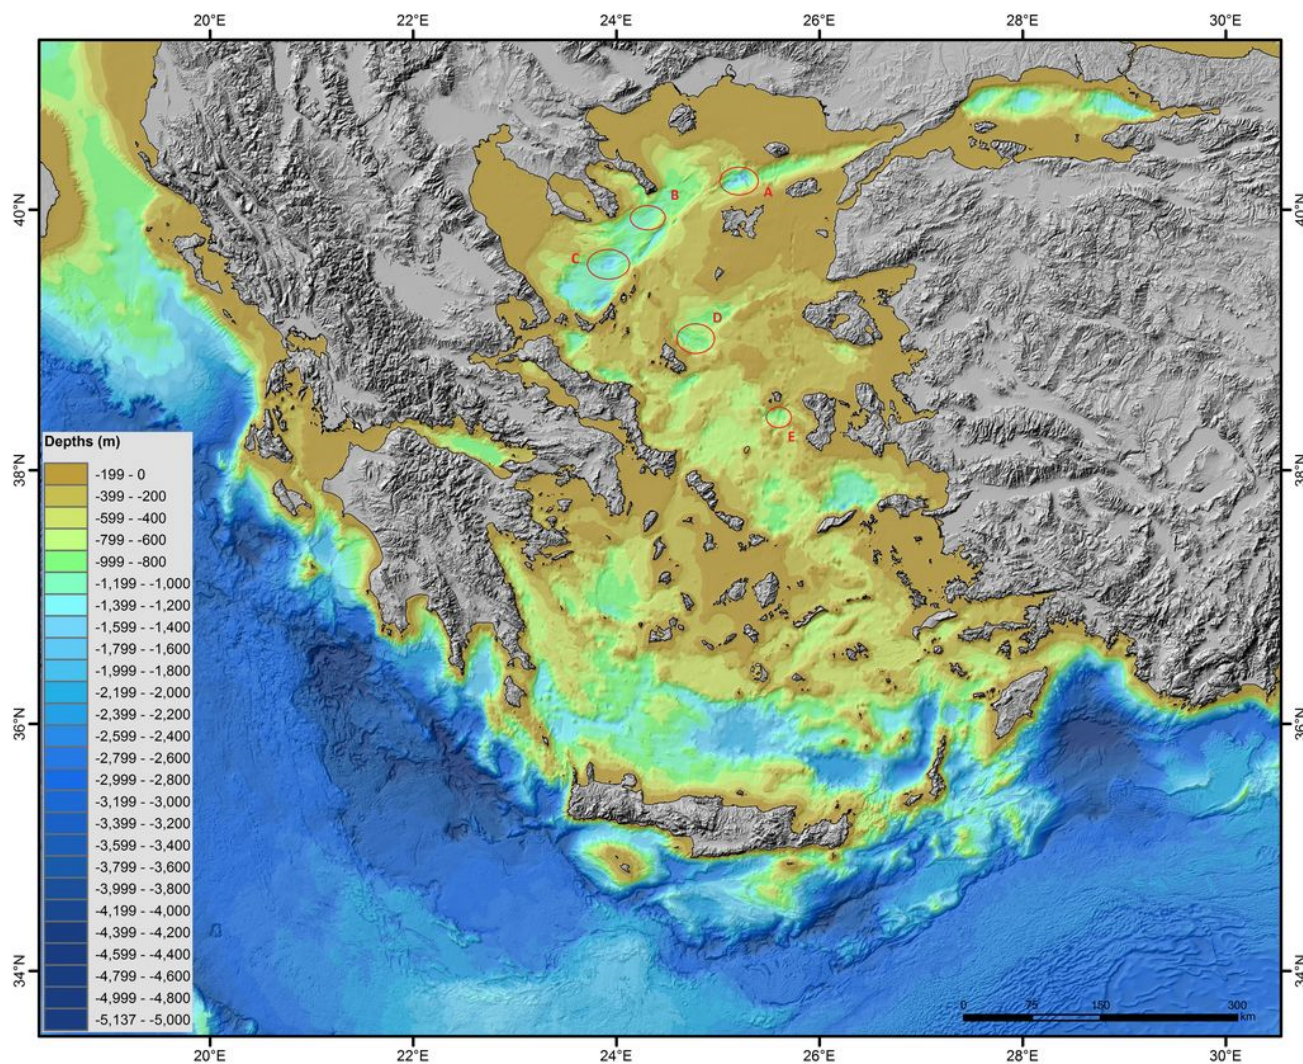 20°E 22°E 24°E 26°E 28°E 30°E
40°N 40°N
A
B
C
D
E
38°N 38°N
36°N 36°N
34°N 34°N
Depths (m)
-199 - 0
-399 - -200
-599 - -400
-799 - -600
-999 - -800
-1,199 - -1,000
-1,399 - -1,200
-1,599 - -1,400
-1,799 - -1,600
-1,999 - -1,800
-2,199 - -2,000
-2,399 - -2,200
-2,599 - -2,400
-2,799 - -2,600
-2,999 - -2,800
-3,199 - -3,000
-3,399 - -3,200
-3,599 - -3,400
-3,799 - -3,600
-3,999 - -3,800
-4,199 - -4,000
-4,399 - -4,200
-4,599 - -4,400
-4,799 - -4,600
-4,999 - -4,800
-5,137 - -5,000
0 75 150 300
km
20°E 22°E 24°E 26°E 28°E 30°E